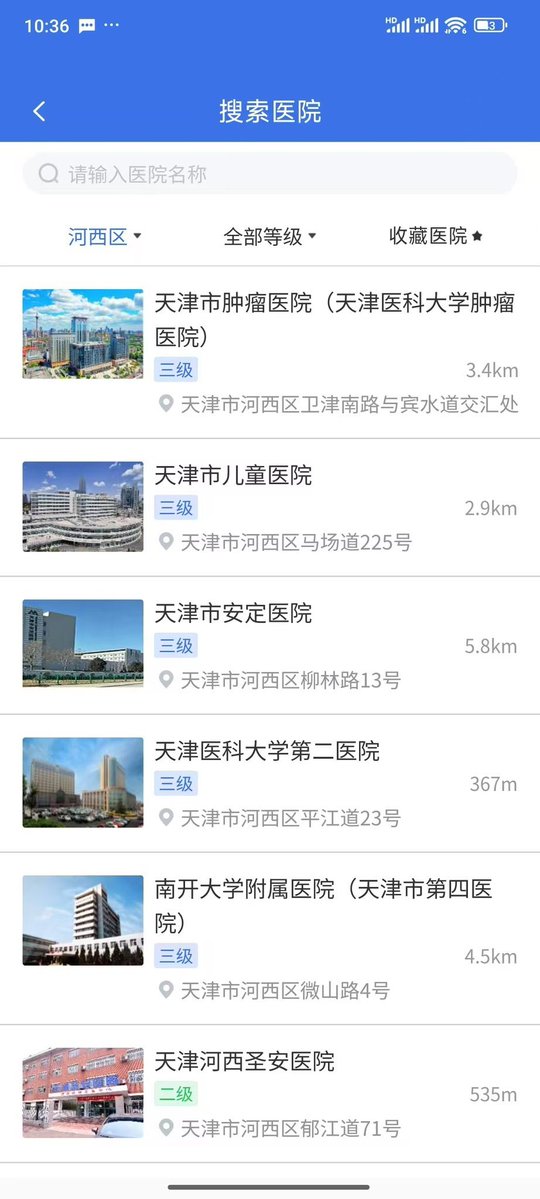 10:36
HD HD 6 3
搜索医院
请输入医院名称
河西区 全部等级 收藏医院
天津市肿瘤医院（天津医科大学肿瘤
医院）
三级 3.4km
天津市河西区卫津南路与宾水道交汇处
天津市儿童医院
三级 2.9km
天津市河西区马场道225号
天津市安定医院
三级 5.8km
天津市河西区柳林路13号
天津医科大学第二医院
三级 367m
天津市河西区平江道23号
南开大学附属医院（天津市第四医
院）
三级 4.5km
天津市河西区微山路4号
天津河西圣安医院
二级 535m
天津市河西区郁江道71号